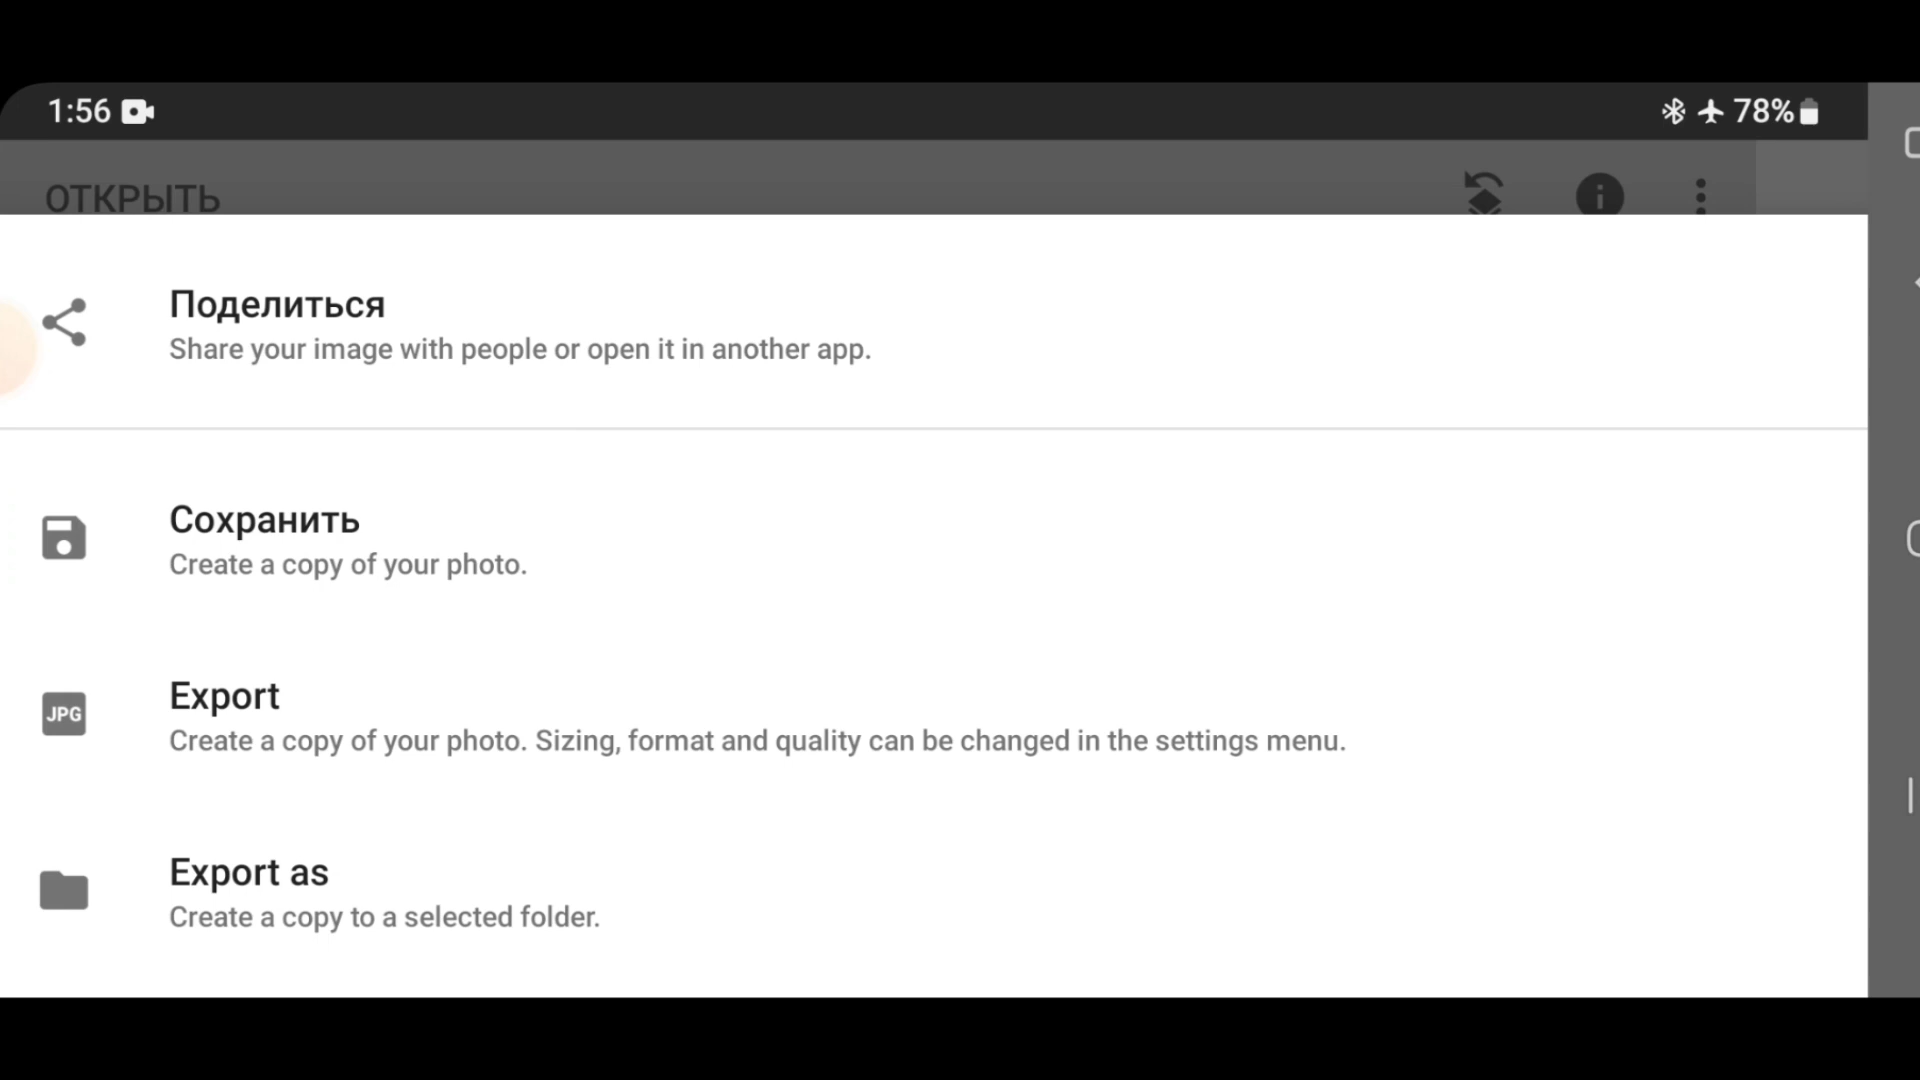 1:56
78%
ОТКРЫТЬ
Поделиться
Share your image with people or open it in another app.
Сохранить
Create a copy of your photo.
JPG
Export
Create a copy of your photo. Sizing, format and quality can be changed in the settings menu.
Export as
Create a copy to a selected folder.